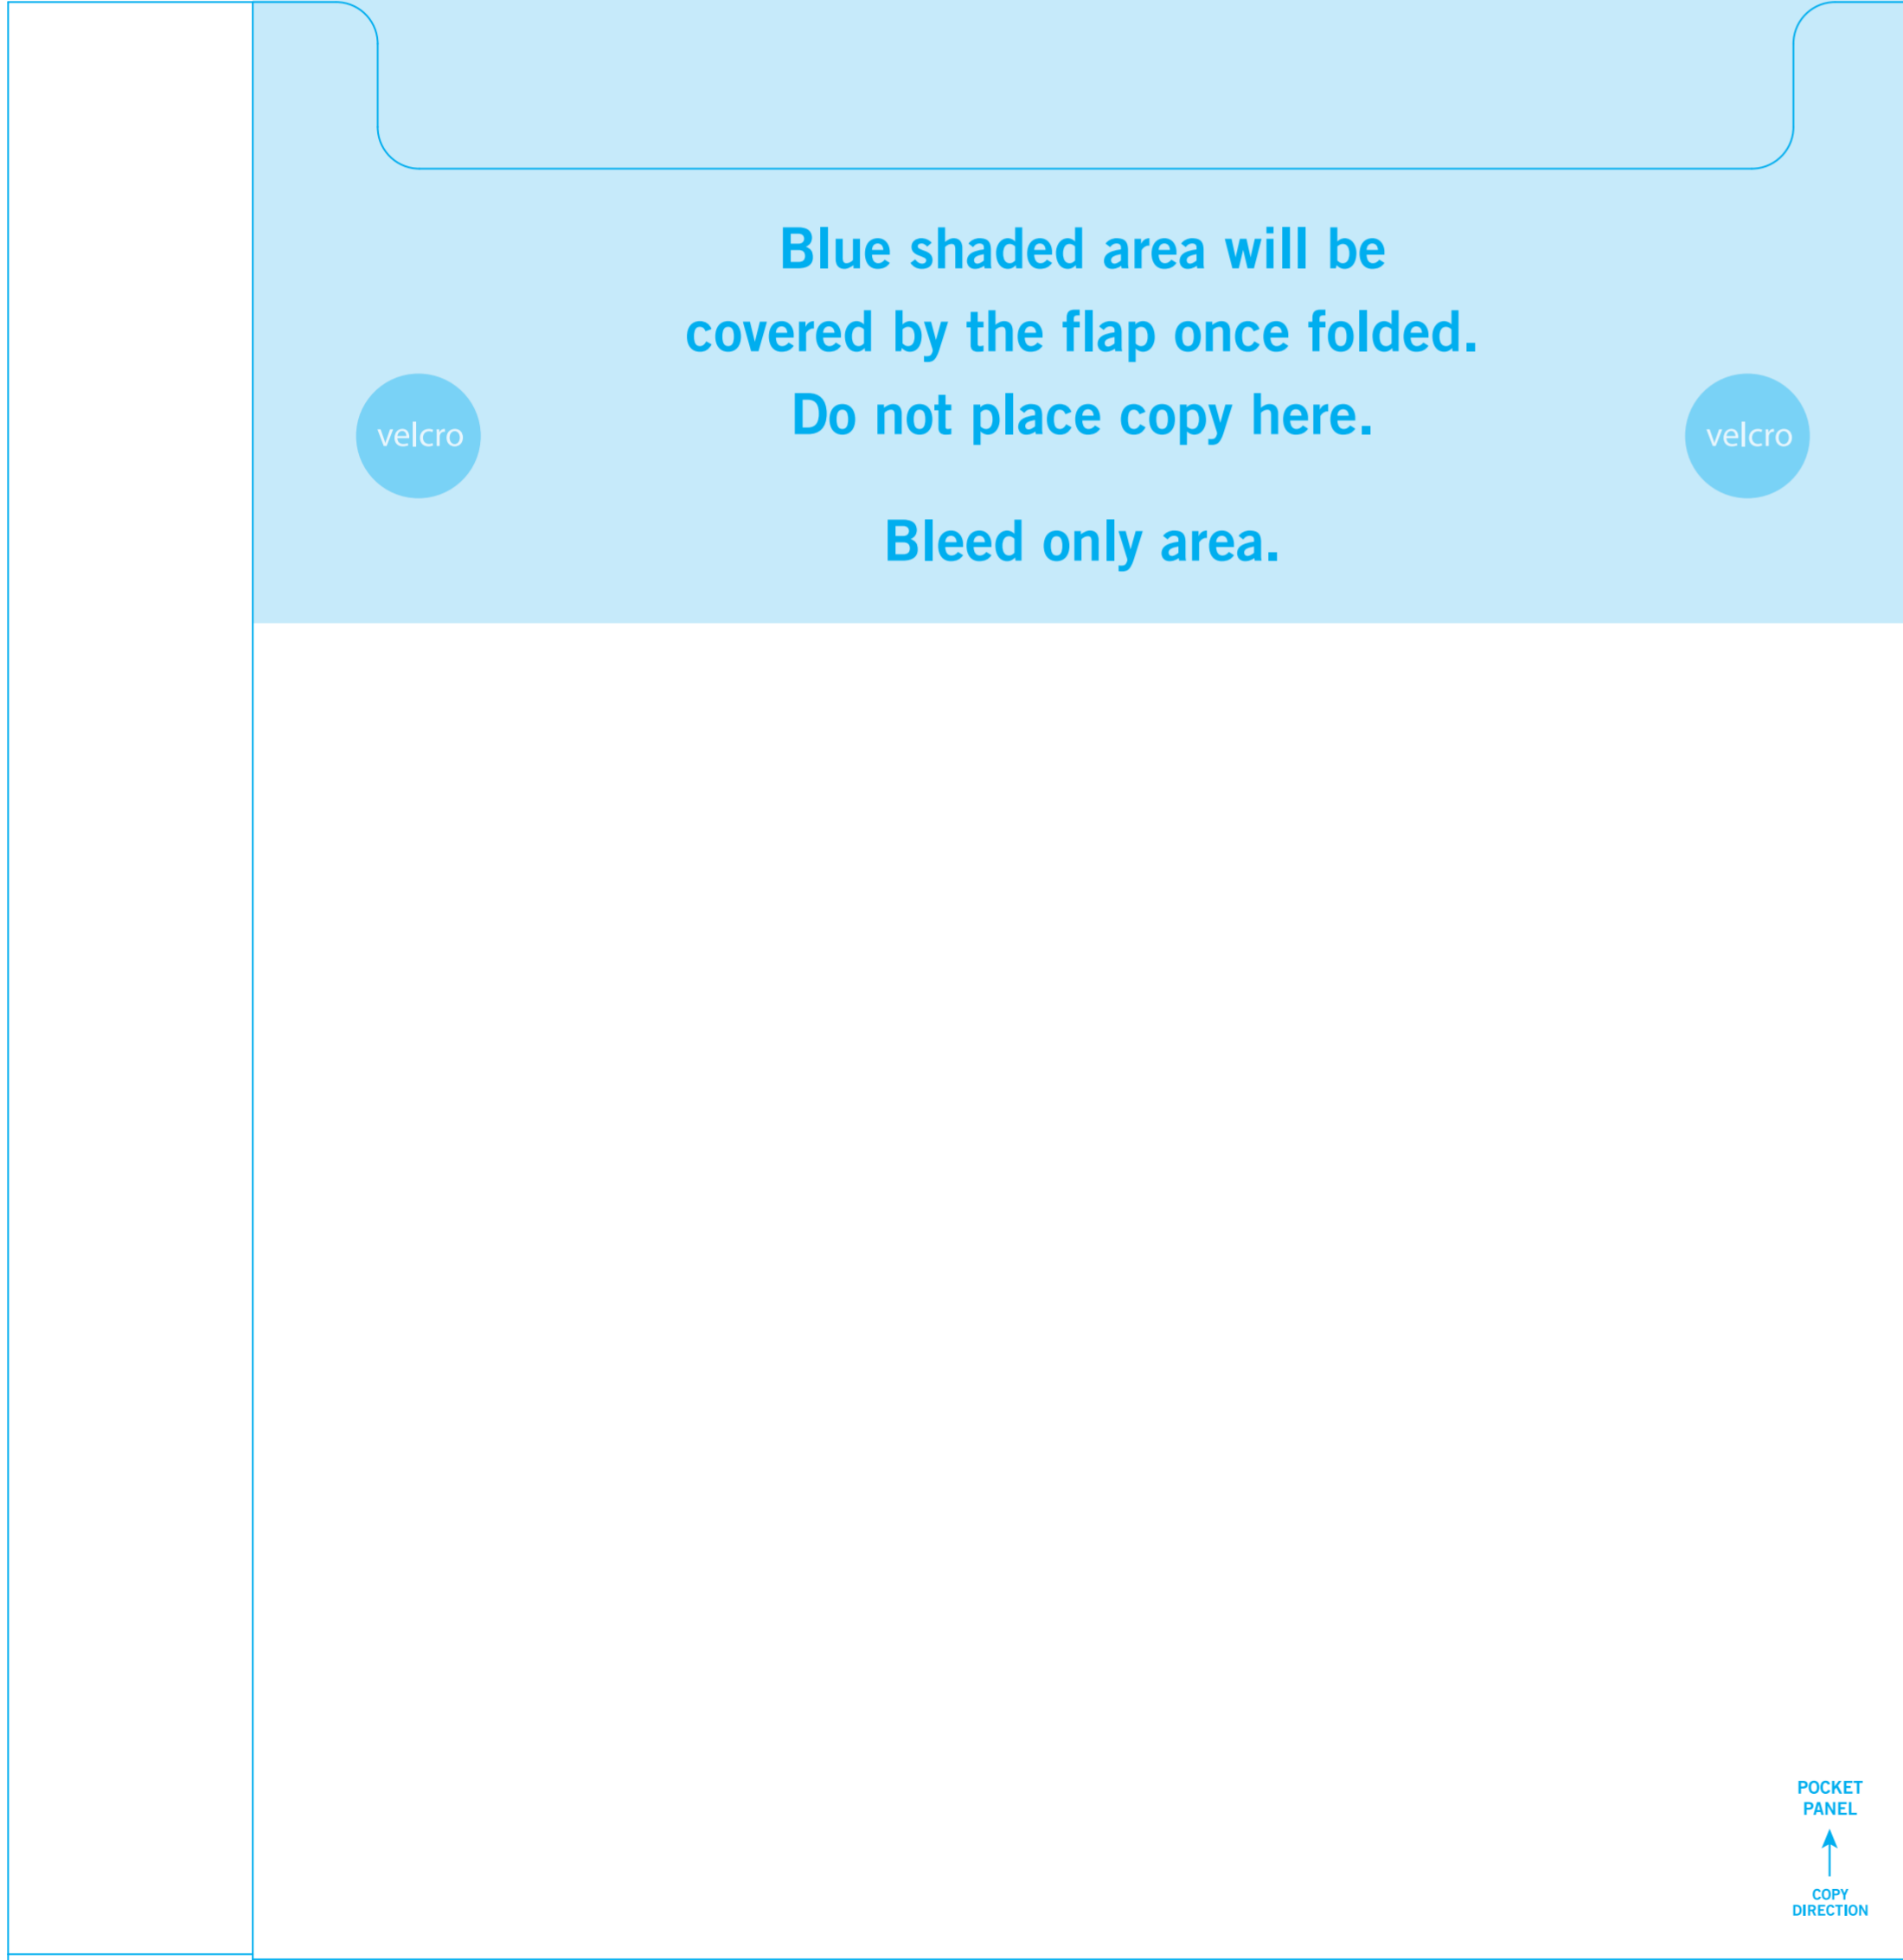 Blue shaded area will be
covered by the flap once folded.
Do not place copy here.
velcro
velcro
Bleed only area.
POCKET
PANEL
COPY
DIRECTION